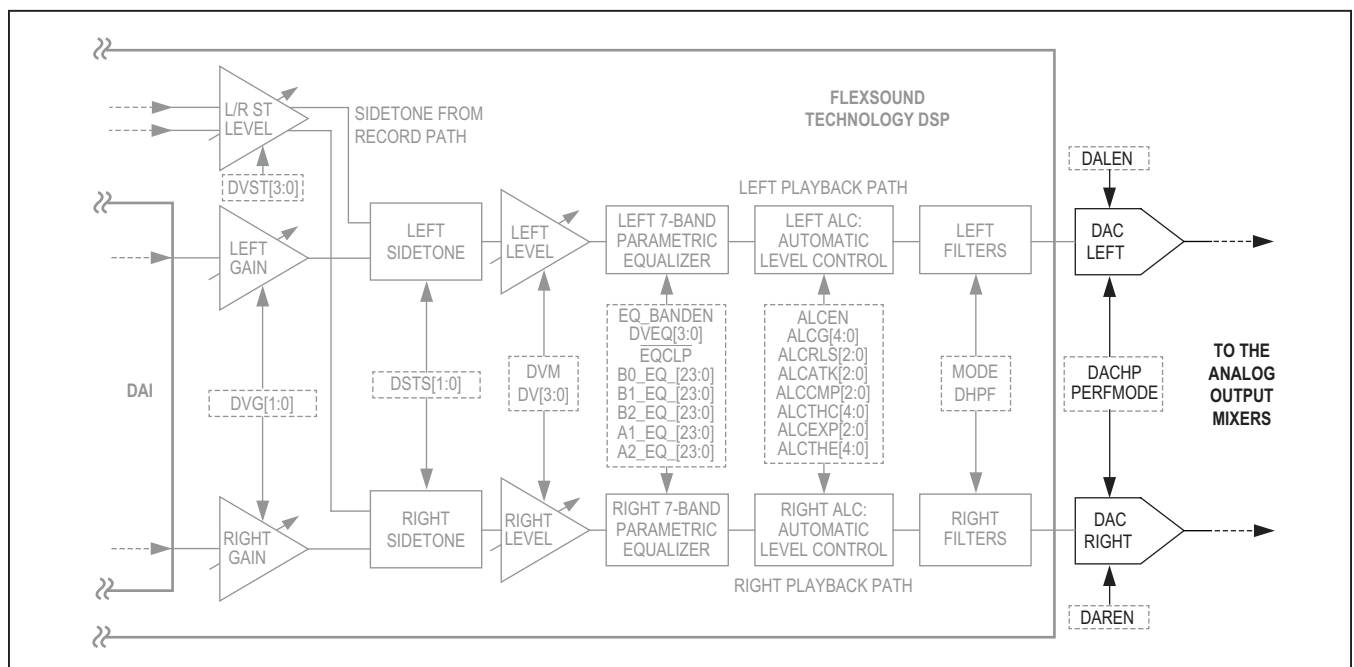 L/R ST
LEVEL
SIDETONE FROM
RECORD PATH
FLEXSOUND
TECHNOLOGY DSP
DVST[3:0]
DALEN
LEFT PLAYBACK PATH
LEFT
GAIN
LEFT
SIDETONE
LEFT
LEVEL
LEFT 7-BAND
PARAMETRIC
EQUALIZER
LEFT ALC:
AUTOMATIC
LEVEL CONTROL
LEFT
FILTERS
DAC
LEFT
DAI
DVG[1:0]
DSTS[1:0]
DVM
DV[3:0]
EQ_BANDEN
DVEQ[3:0]
EQCLP
B0_EQ_[23:0]
B1_EQ_[23:0]
B2_EQ_[23:0]
A1_EQ_[23:0]
A2_EQ_[23:0]
ALCEN
ALCG[4:0]
ALCRLS[2:0]
ALCATK[2:0]
ALCCMP[2:0]
ALCTHC[4:0]
ALCEXP[2:0]
ALCTHE[4:0]
MODE
DHPF
DACHP
PERFMODE
TO THE
ANALOG
OUTPUT
MIXERS
RIGHT
GAIN
RIGHT
SIDETONE
RIGHT
LEVEL
RIGHT 7-BAND
PARAMETRIC
EQUALIZER
RIGHT ALC:
AUTOMATIC
LEVEL CONTROL
RIGHT
FILTERS
DAC
RIGHT
RIGHT PLAYBACK PATH
DAREN